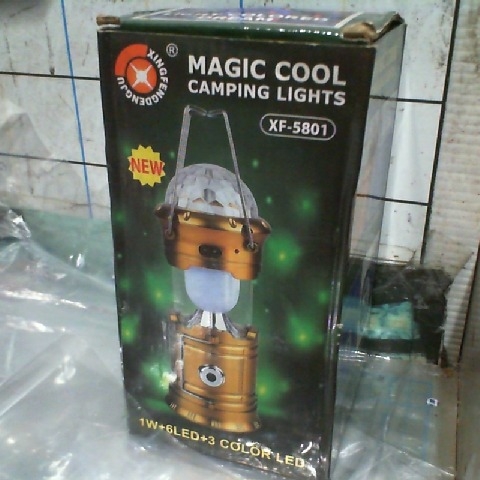 XINGFENGDENGJU
®
MAGIC COOL
CAMPING LIGHTS
XF-5801
NEW
1W+6LED+3 COLOR LED